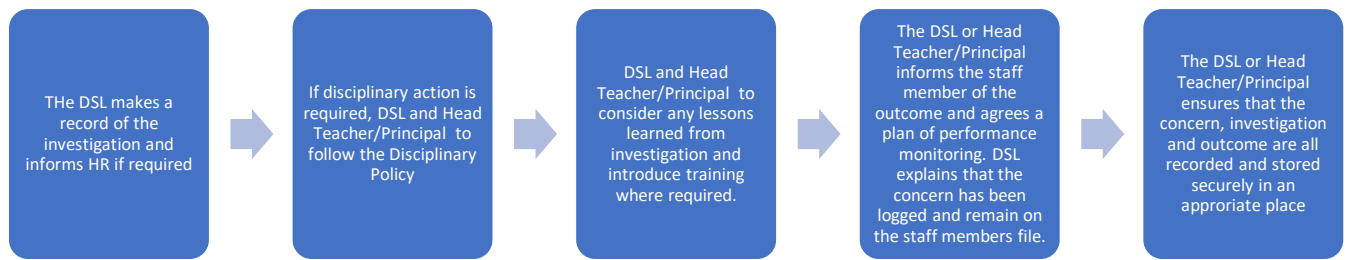 THe DSL makes a
record of the
investigation and
informs HR if required
If disciplinary action is
required, DSL and Head
Teacher/Principal to
follow the Disciplinary
Policy
DSL and Head
Teacher/Principal to
consider any lessons
learned from
investigation and
introduce training
where required.
The DSL or Head
Teacher/Principal
informs the staff
member of the
outcome and agrees a
plan of performance
monitoring. DSL
explains that the
concern has been
logged and remain on
the staff members file.
The DSL or Head
Teacher/Principal
ensures that the
concern, investigation
and outcome are all
recorded and stored
securely in an
approriate place